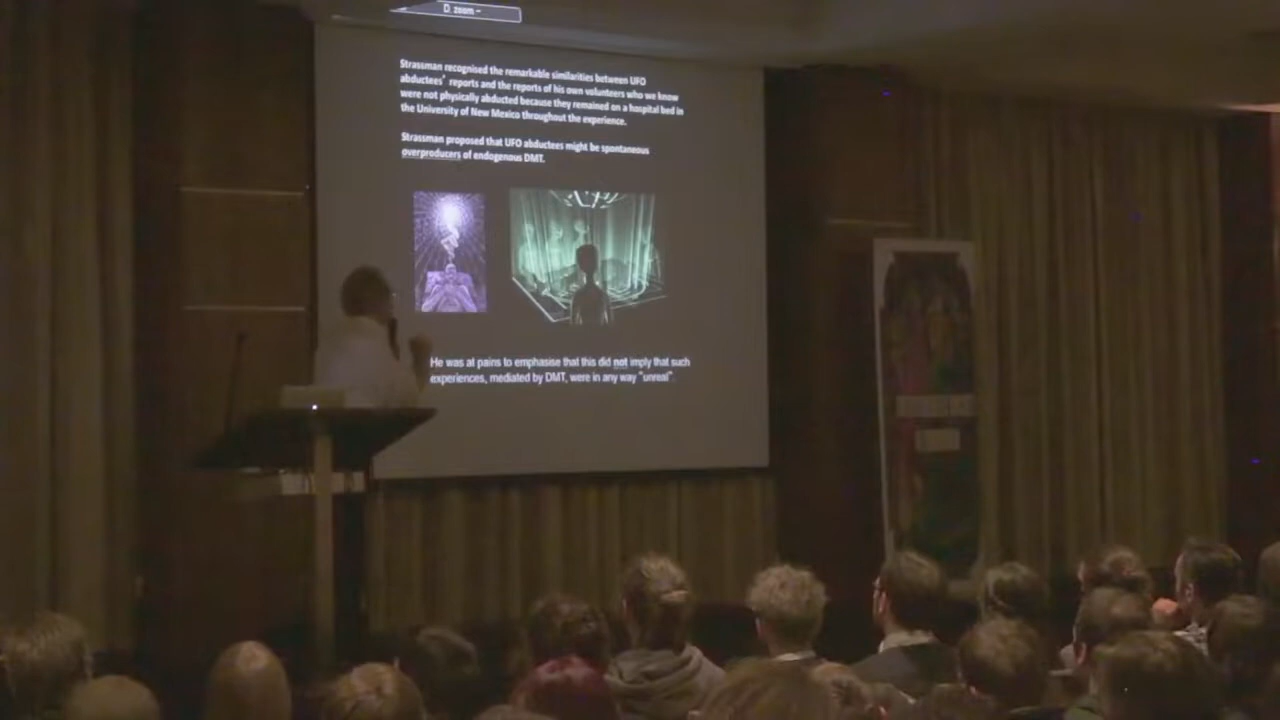 D. zoom
Strassman recognised the remarkable similarities between UFO
abductees' reports and the reports of his own volunteers who we know
were not physically abducted because they remained on a hospital bed in
the University of New Mexico throughout the experience.
Strassman proposed that UFO abductees might be spontaneous
overproducers of endogenous DMT.
He was at pains to emphasise that this did not imply that such
experiences, mediated by DMT, were in any way "unreal".